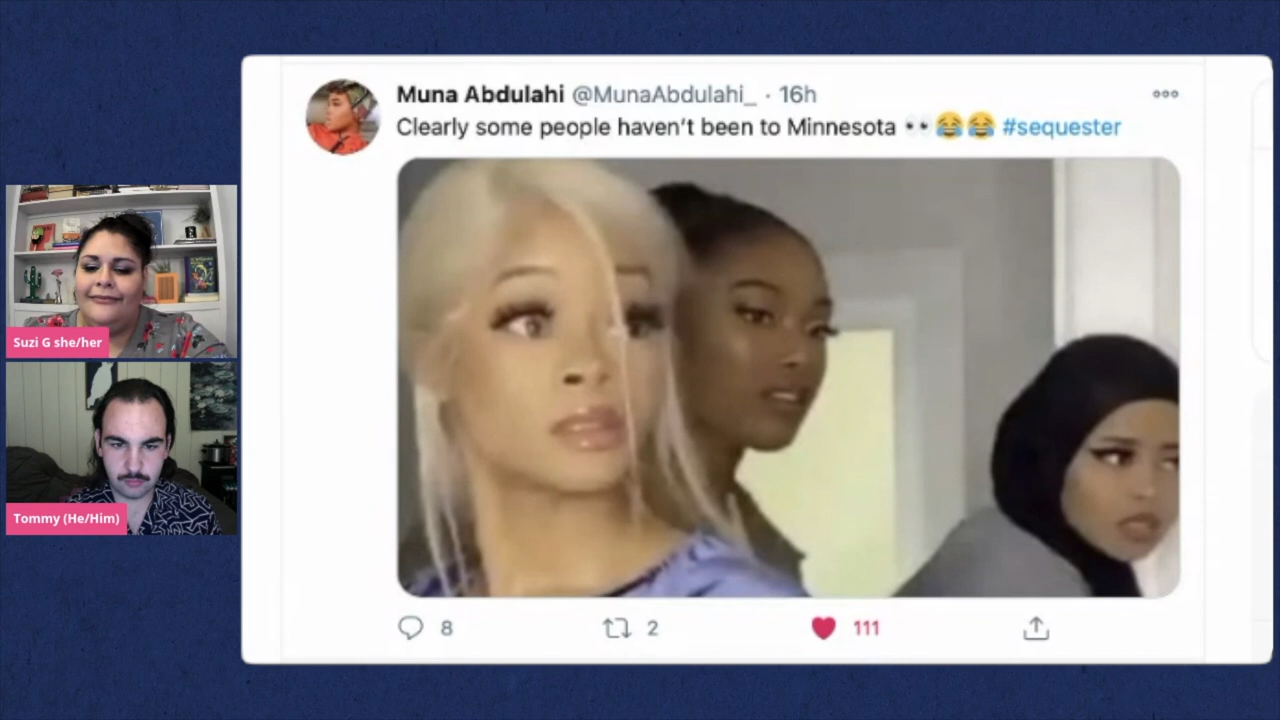 Muna Abdulahi @MunaAbdulahi_ · 16h
Clearly some people haven't been to Minnesota 👀😂😂 #sequester
Suzi G she/her
Tommy (He/Him)
8 2 111